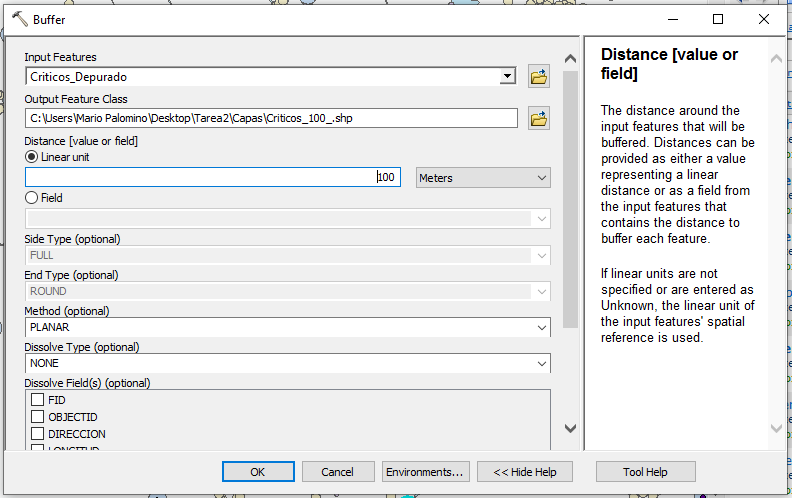 Buffer
Input Features
Criticos_Depurado
Output Feature Class
C:\Users\Mario Palomino\Desktop\Tarea2\Capas\Criticos_100_.shp
Distance [value or field]
Linear unit
100
Meters
Field
Side Type (optional)
FULL
End Type (optional)
ROUND
Method (optional)
PLANAR
Dissolve Type (optional)
NONE
Dissolve Field(s) (optional)
FID
OBJECTID
DIRECCION
LONGITUD
OK
Cancel
Environments...
<< Hide Help
Tool Help
Distance [value or
field]
The distance around the
input features that will be
buffered. Distances can be
provided as either a value
representing a linear
distance or as a field from
the input features that
contains the distance to
buffer each feature.
If linear units are not
specified or are entered as
Unknown, the linear unit of
the input features' spatial
reference is used.